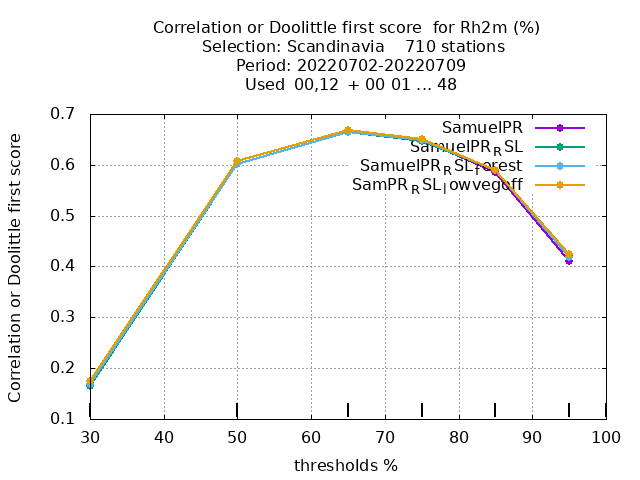 Correlation or Doolittle first score for Rh2m (%)
Selection: Scandinavia 710 stations
Period: 20220702-20220709
Used 00,12 + 00 01 ... 48
Correlation or Doolittle first score
0.7
0.6
0.5
0.4
0.3
0.2
0.1
SamuelPR
SamuelPR_RSL
SamuelPR_RSL_forest
SamPR_RSL_lowvegoff
30 40 50 60 70 80 90 100
thresholds %